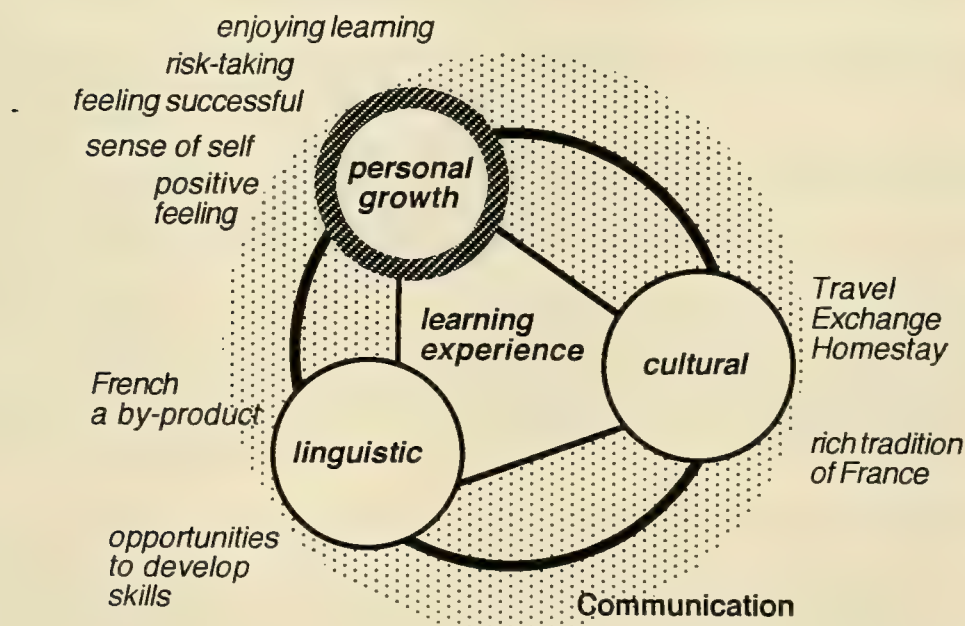 enjoying learning
risk-taking
feeling successful
sense of self
positive
feeling
personal
growth
learning
experience
cultural
Travel
Exchange
Homestay
French
a by-product
linguistic
rich tradition
of France
opportunities
to develop
skills
Communication